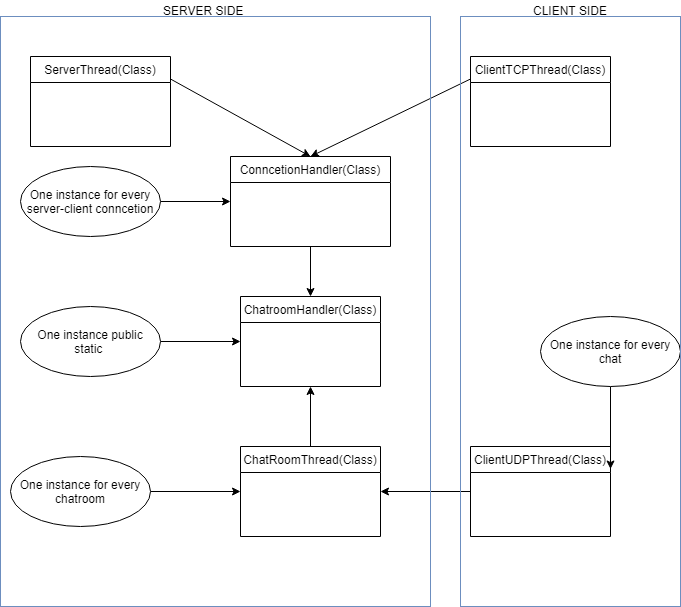 SERVER SIDE
CLIENT SIDE
ServerThread(Class)
ClientTCPThread(Class)
ConncetionHandler(Class)
One instance for every
server-client conncetion
ChatroomHandler(Class)
One instance public
static
One instance for every
chat
ChatRoomThread(Class)
ClientUDPThread(Class)
One instance for every
chatroom